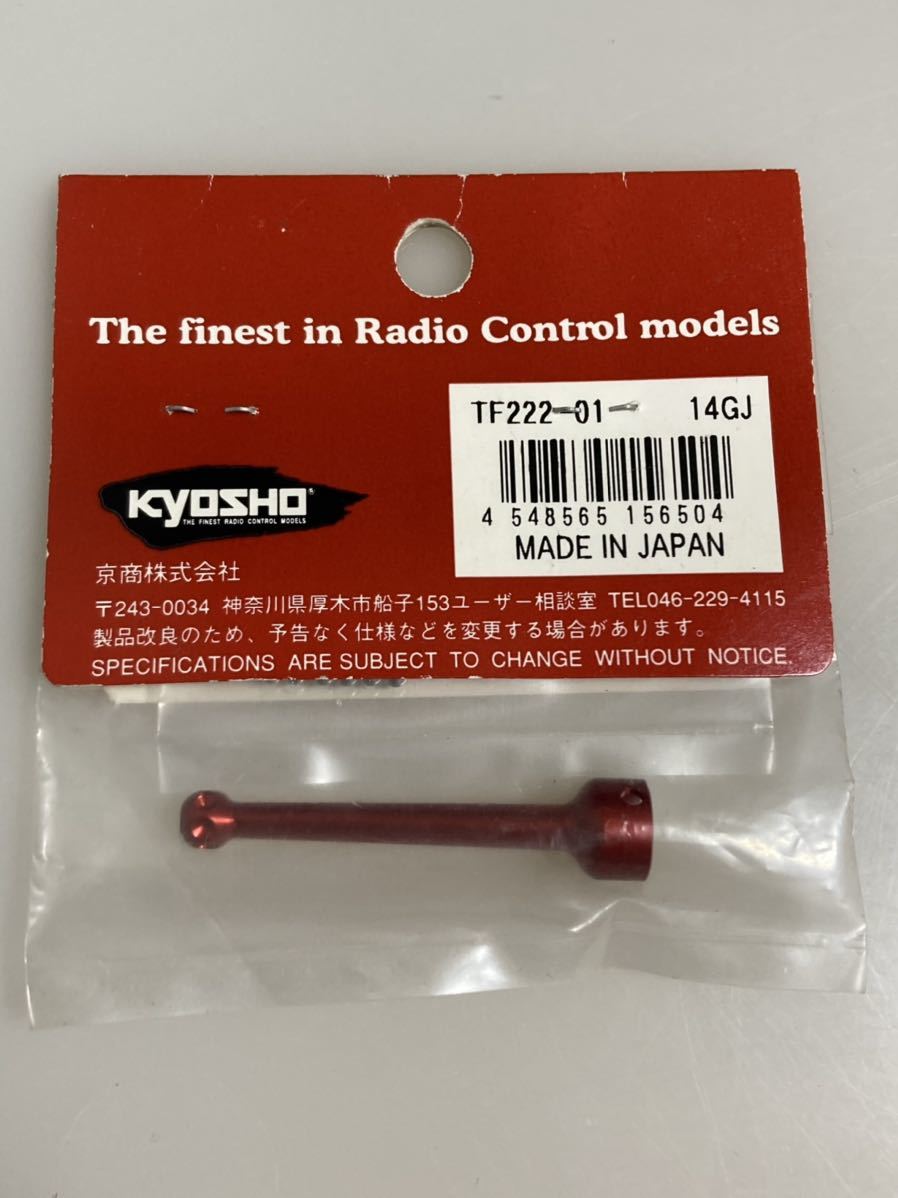 The finest in Radio Control models
TF222-01- 14GJ
4 548565 156504
MADE IN JAPAN
KYOSHO
THE FINEST RADIO CONTROL MODELS
京商株式会社
〒243-0034 神奈川県厚木市船子153ユーザー相談室 TEL046-229-4115
製品改良のため、予告なく仕様などを変更する場合があります。
SPECIFICATIONS ARE SUBJECT TO CHANGE WITHOUT NOTICE.